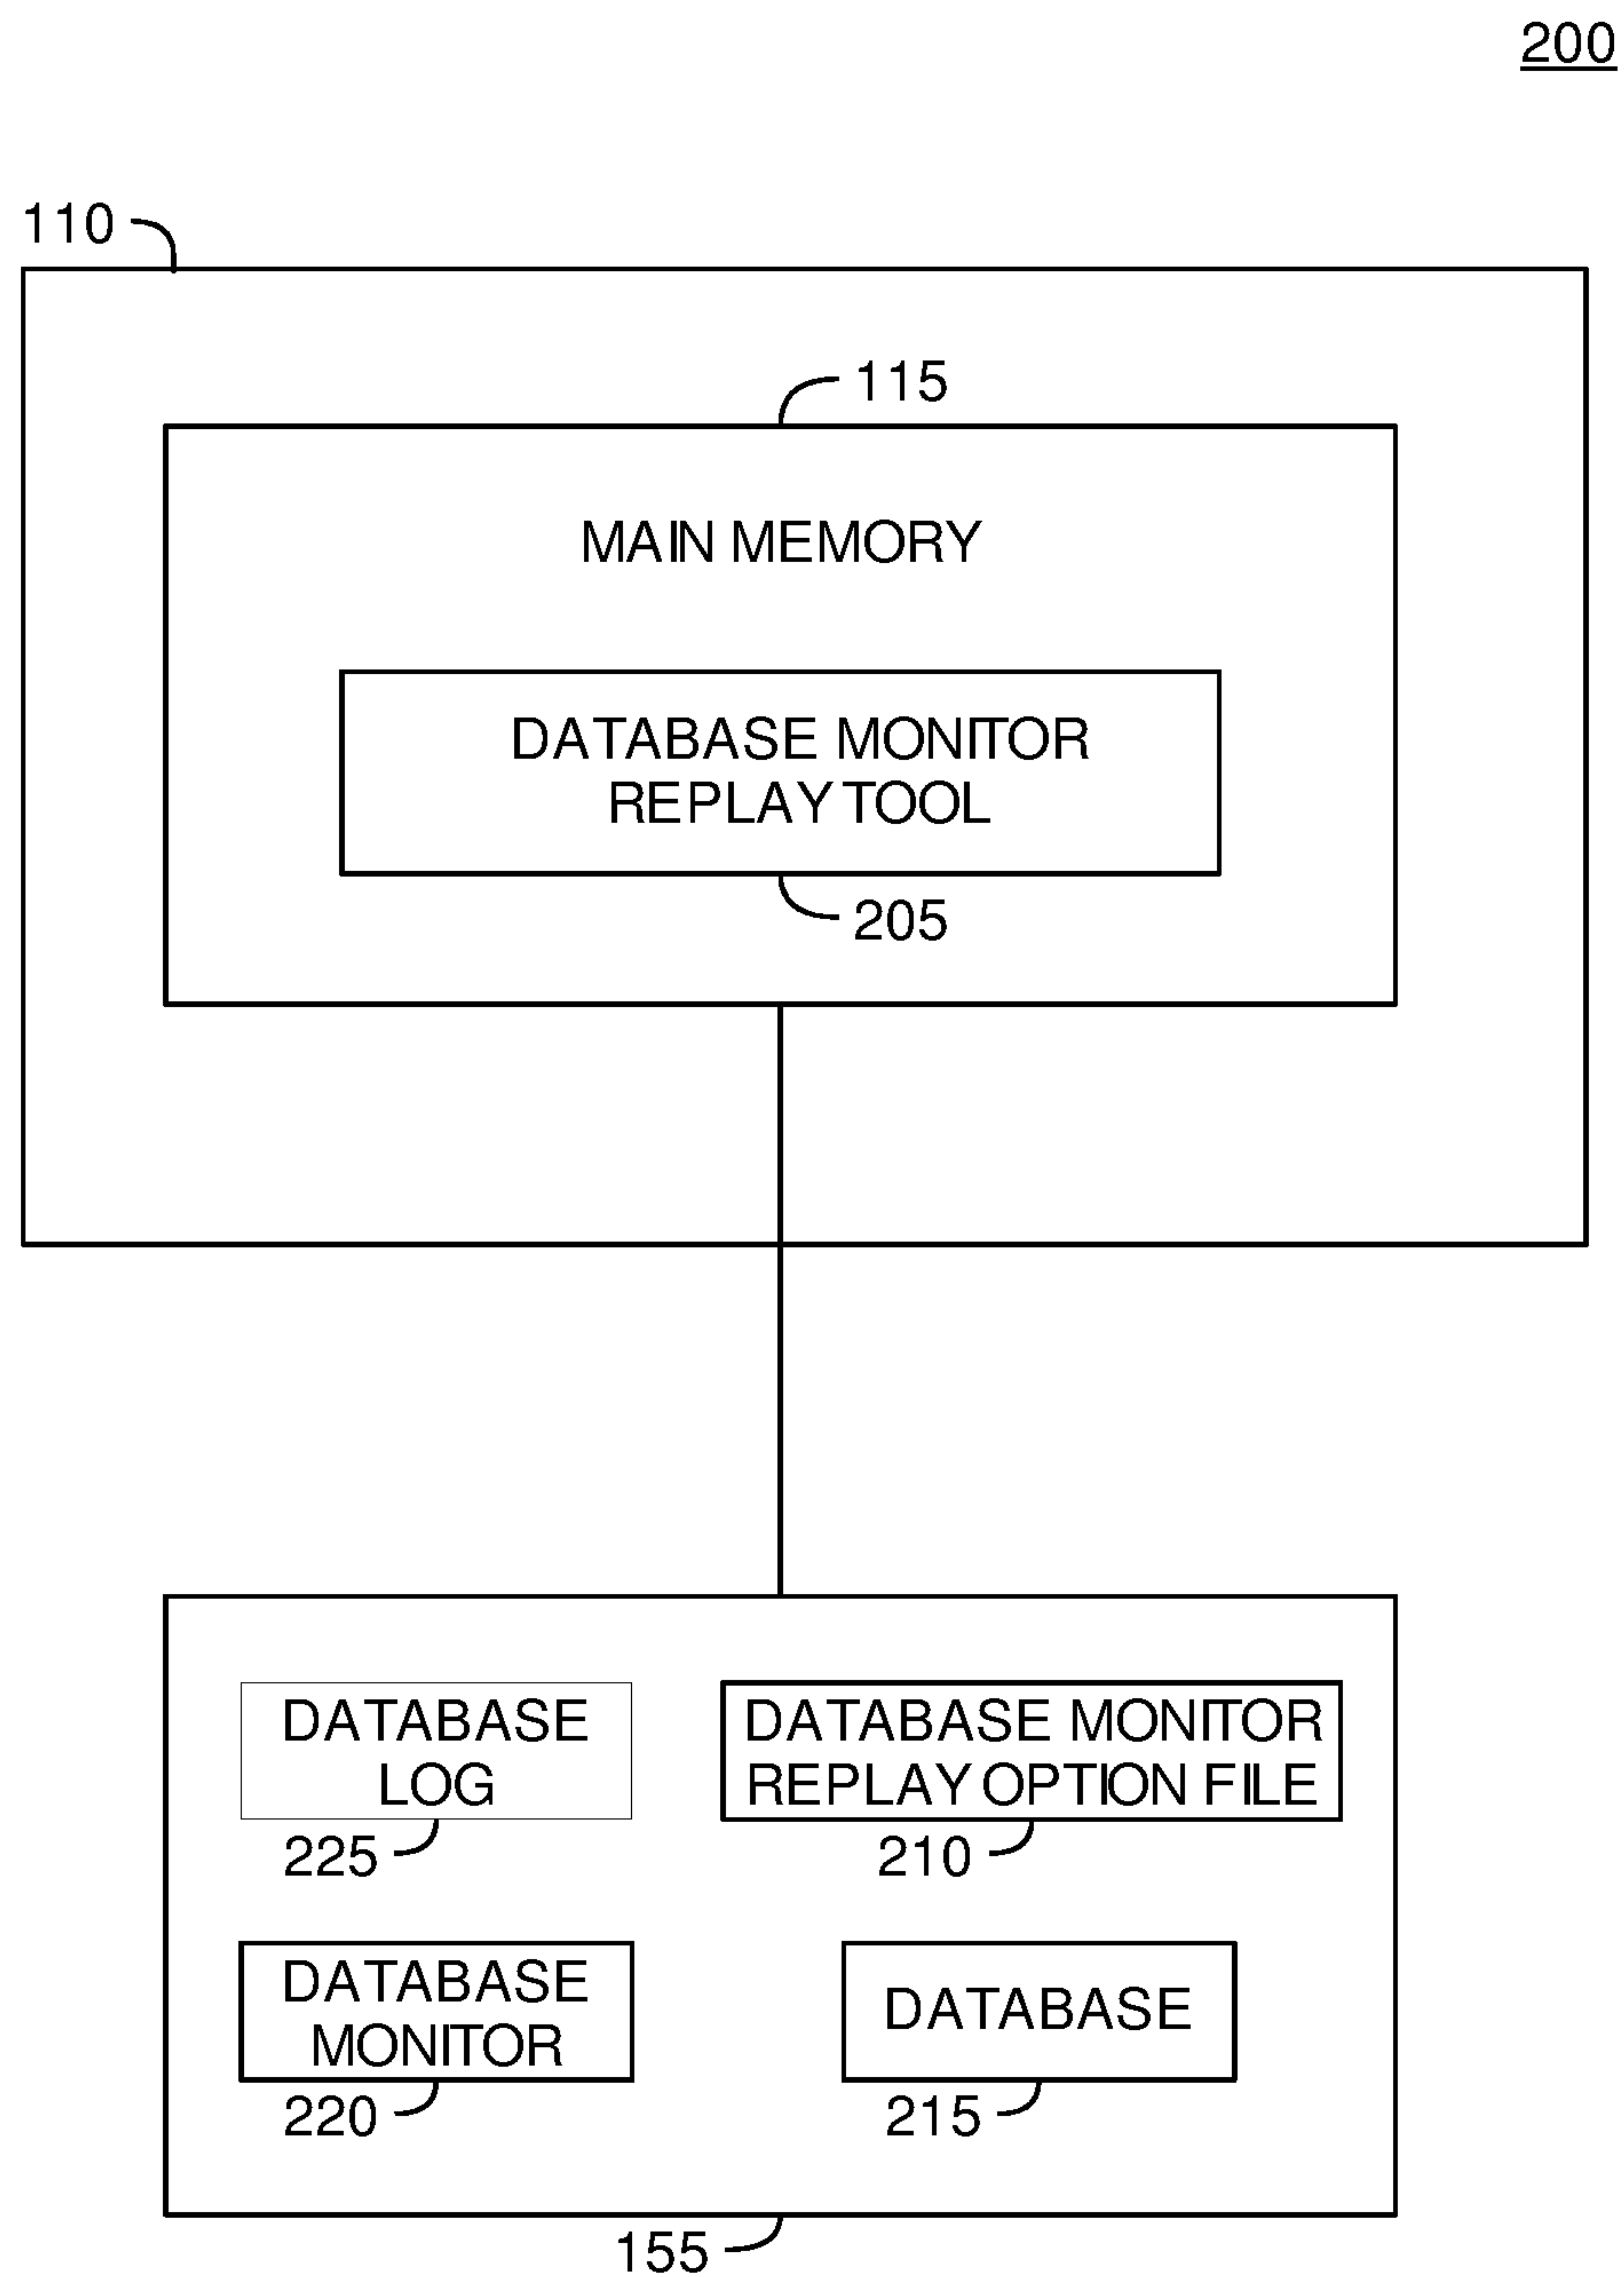 200
110
115
MAIN MEMORY
DATABASE MONITOR
REPLAY TOOL
205
DATABASE
LOG
225
DATABASE MONITOR
REPLAY OPTION FILE
210
DATABASE
MONITOR
220
DATABASE
215
155